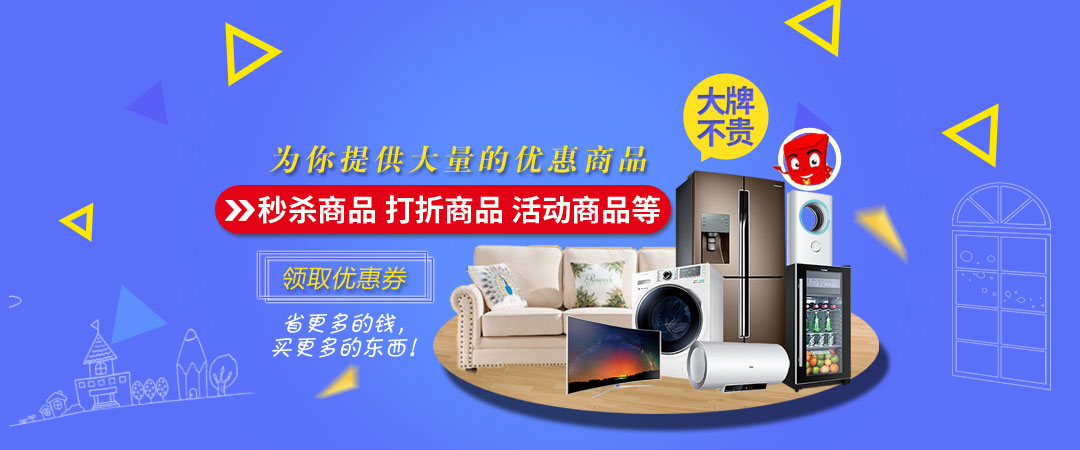 大牌
不贵
为你提供大量的优惠商品
秒杀商品 打折商品 活动商品等
领取优惠券
省更多的钱，
买更多的东西！